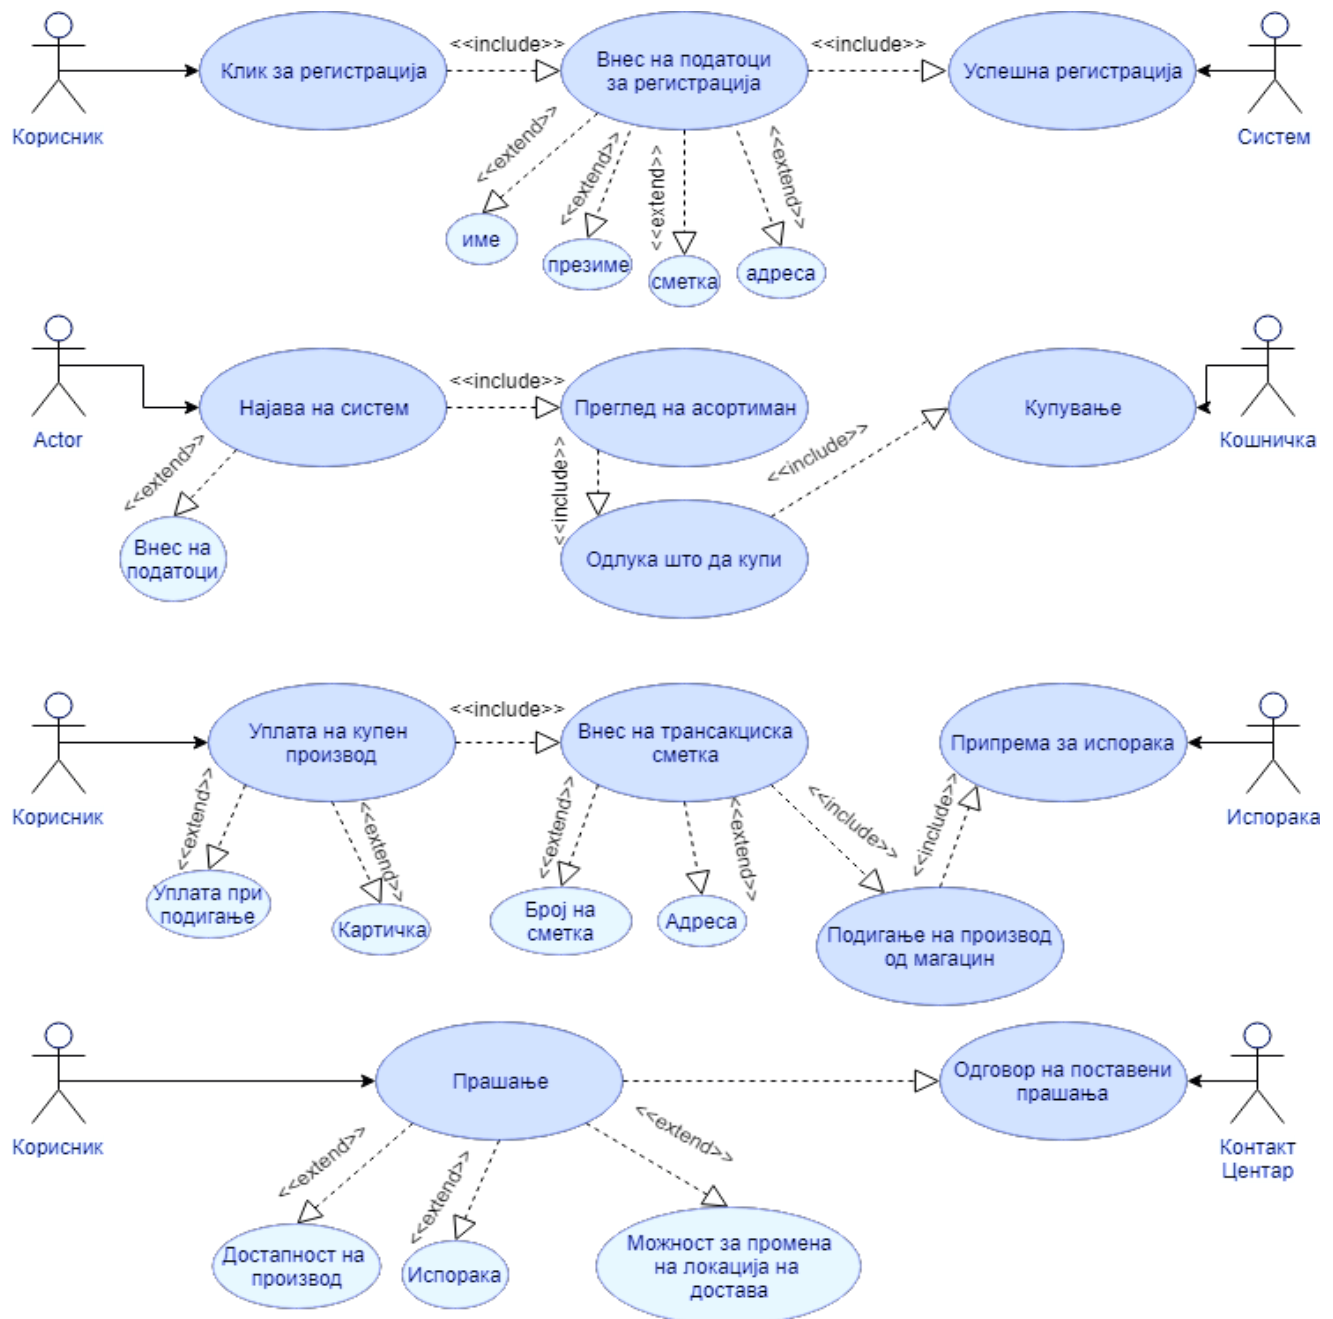 <<include>>
<<include>>
Клик за регистрација
Внес на податоци
за регистрација
Успешна регистрација
Корисник
Систем
<<extend>>
<<extend>>
<<extend>>
<<extend>>
име
презиме
сметка
адреса
<<include>>
Најава на систем
Преглед на асортиман
Купување
Actor
Кошничка
<<extend>>
<<include>>
<<include>>
Внес на
податоци
Одлука што да купи
<<include>>
Уплата на купен
производ
Внес на трансакциска
сметка
Припрема за испорака
Корисник
Испорака
<<extend>>
<<extend>>
<<extend>>
<<extend>>
<<include>>
<<include>>
Уплата при
подигање
Картичка
Број на
сметка
Адреса
Подигање на производ
од магацин
Прашање
Одговор на поставени
прашања
Корисник
Контакт
Центар
<<extend>>
<<extend>>
<<extend>>
Достапност на
производ
Испорака
Можност за промена
на локација на
достава